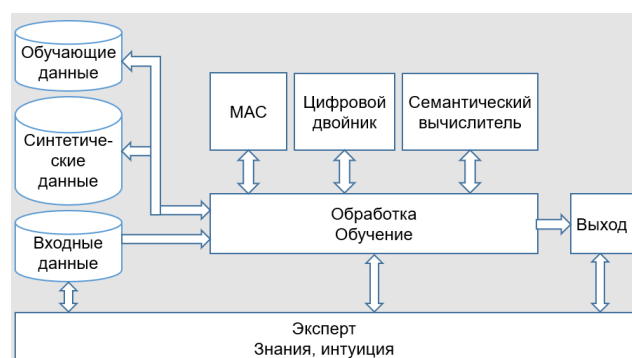 Обучающие
данные
Синтетиче-
ские
данные
Входные
данные
МАС
Цифровой
двойник
Семантический
вычислитель
Обработка
Обучение
Выход
Эксперт
Знания, интуиция